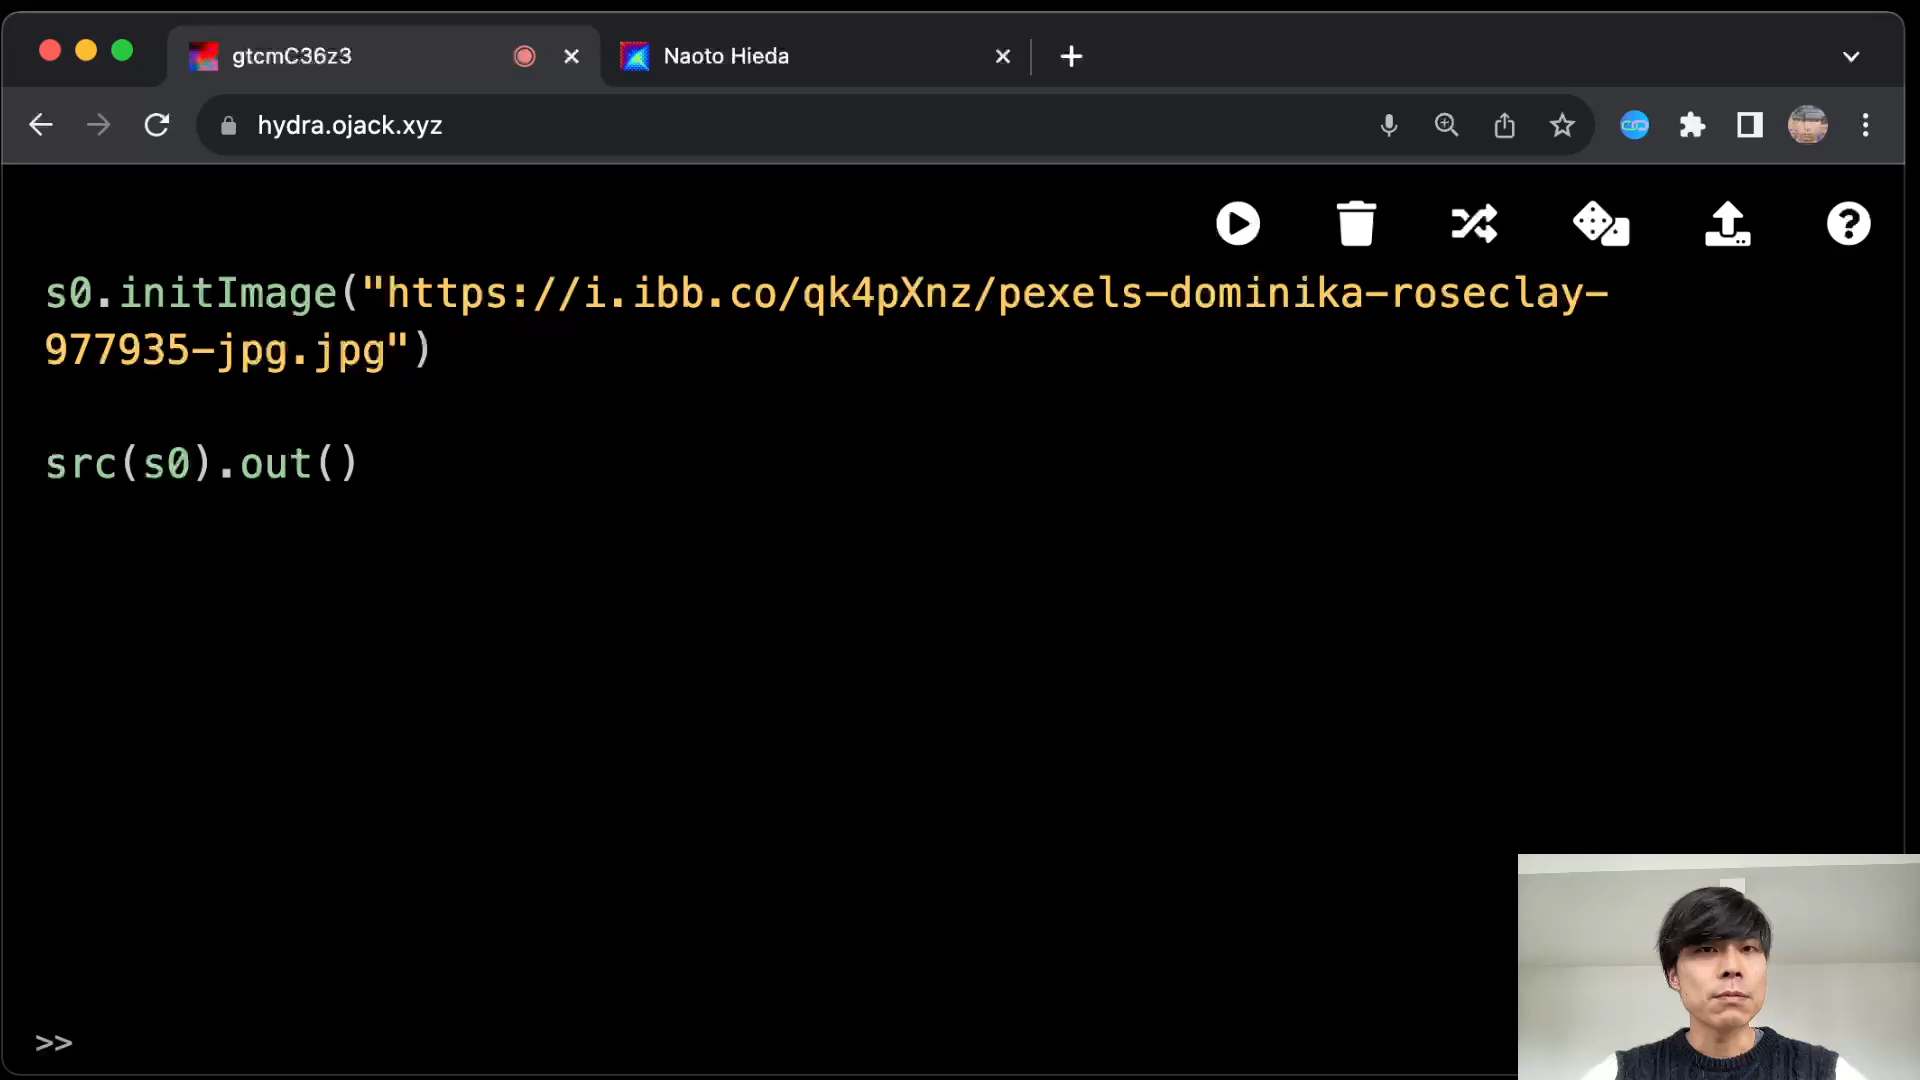 gtcmC36z3
Naoto Hieda
hydra.ojack.xyz
s0.initImage("https://i.ibb.co/qk4pXnz/pexels-dominika-roseclay-
977935-jpg.jpg")
src(s0).out()
>>